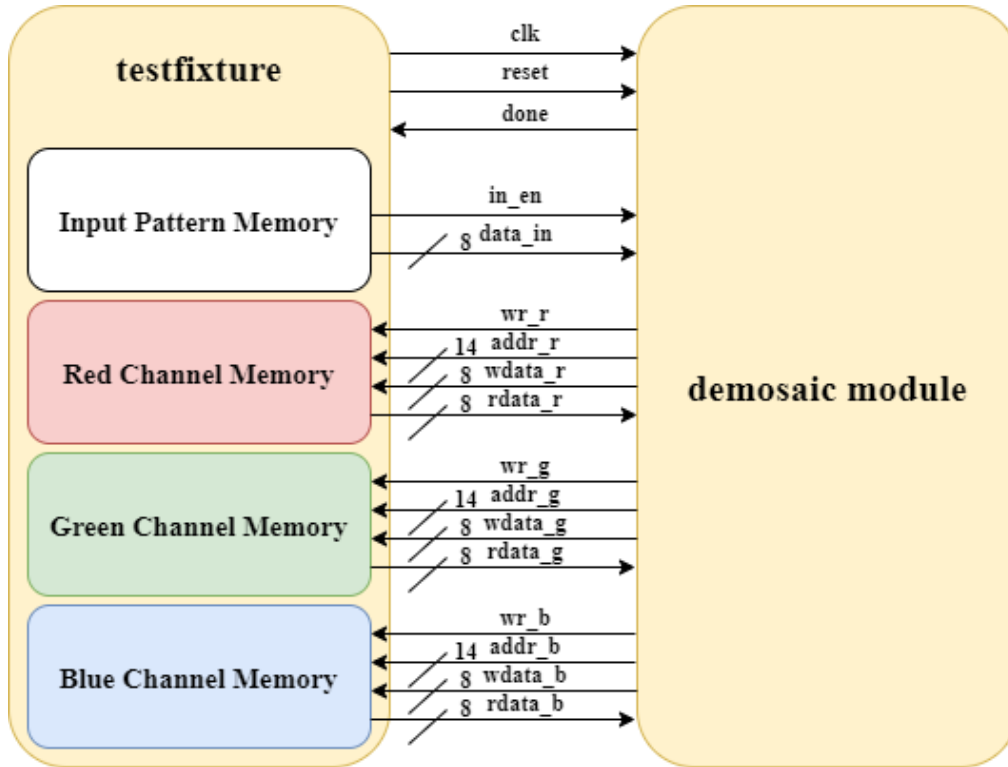 testfixture
clk
reset
done
Input Pattern Memory
in_en
8 data_in
Red Channel Memory
wr_r
14 addr_r
8 wdata_r
8 rdata_r
demosaic module
Green Channel Memory
wr_g
14 addr_g
8 wdata_g
8 rdata_g
Blue Channel Memory
wr_b
14 addr_b
8 wdata_b
8 rdata_b